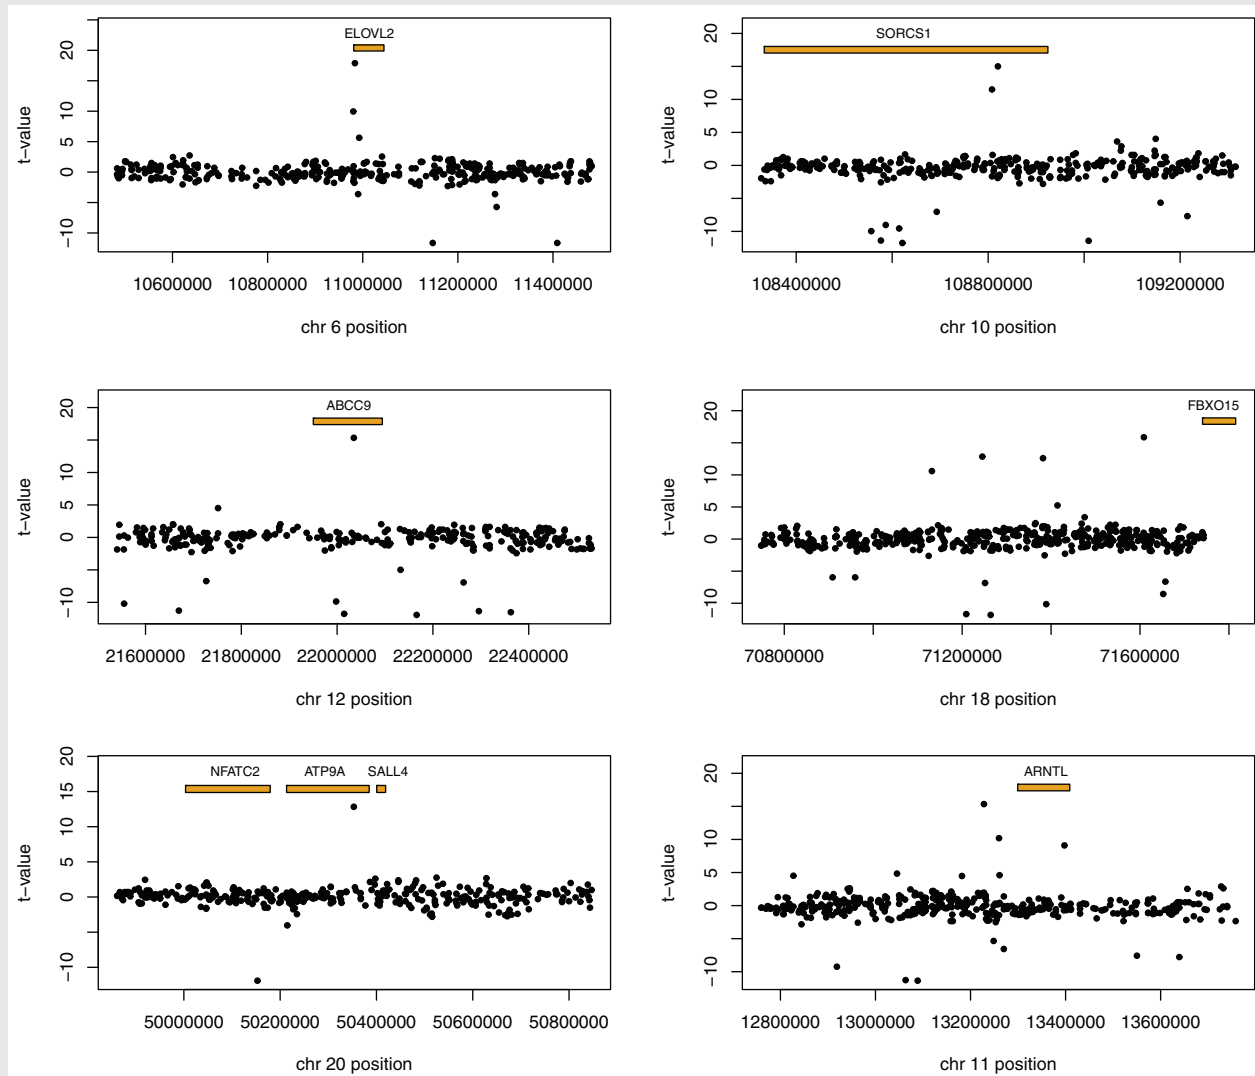 ELOVL2
t−value
20
10
5
0
−10
10600000 10800000 11000000 11200000 11400000
chr 6 position
SORCS1
t−value
20
10
5
0
−10
108400000 108800000 109200000
chr 10 position
ABCC9
t−value
20
10
5
0
−10
21600000 21800000 22000000 22200000 22400000
chr 12 position
FBXO15
t−value
20
10
5
0
−10
70800000 71200000 71600000
chr 18 position
NFATC2 ATP9A SALL4
t−value
20
15
10
5
0
−10
50000000 50200000 50400000 50600000 50800000
chr 20 position
ARNTL
t−value
20
10
5
0
−10
12800000 13000000 13200000 13400000 13600000
chr 11 position